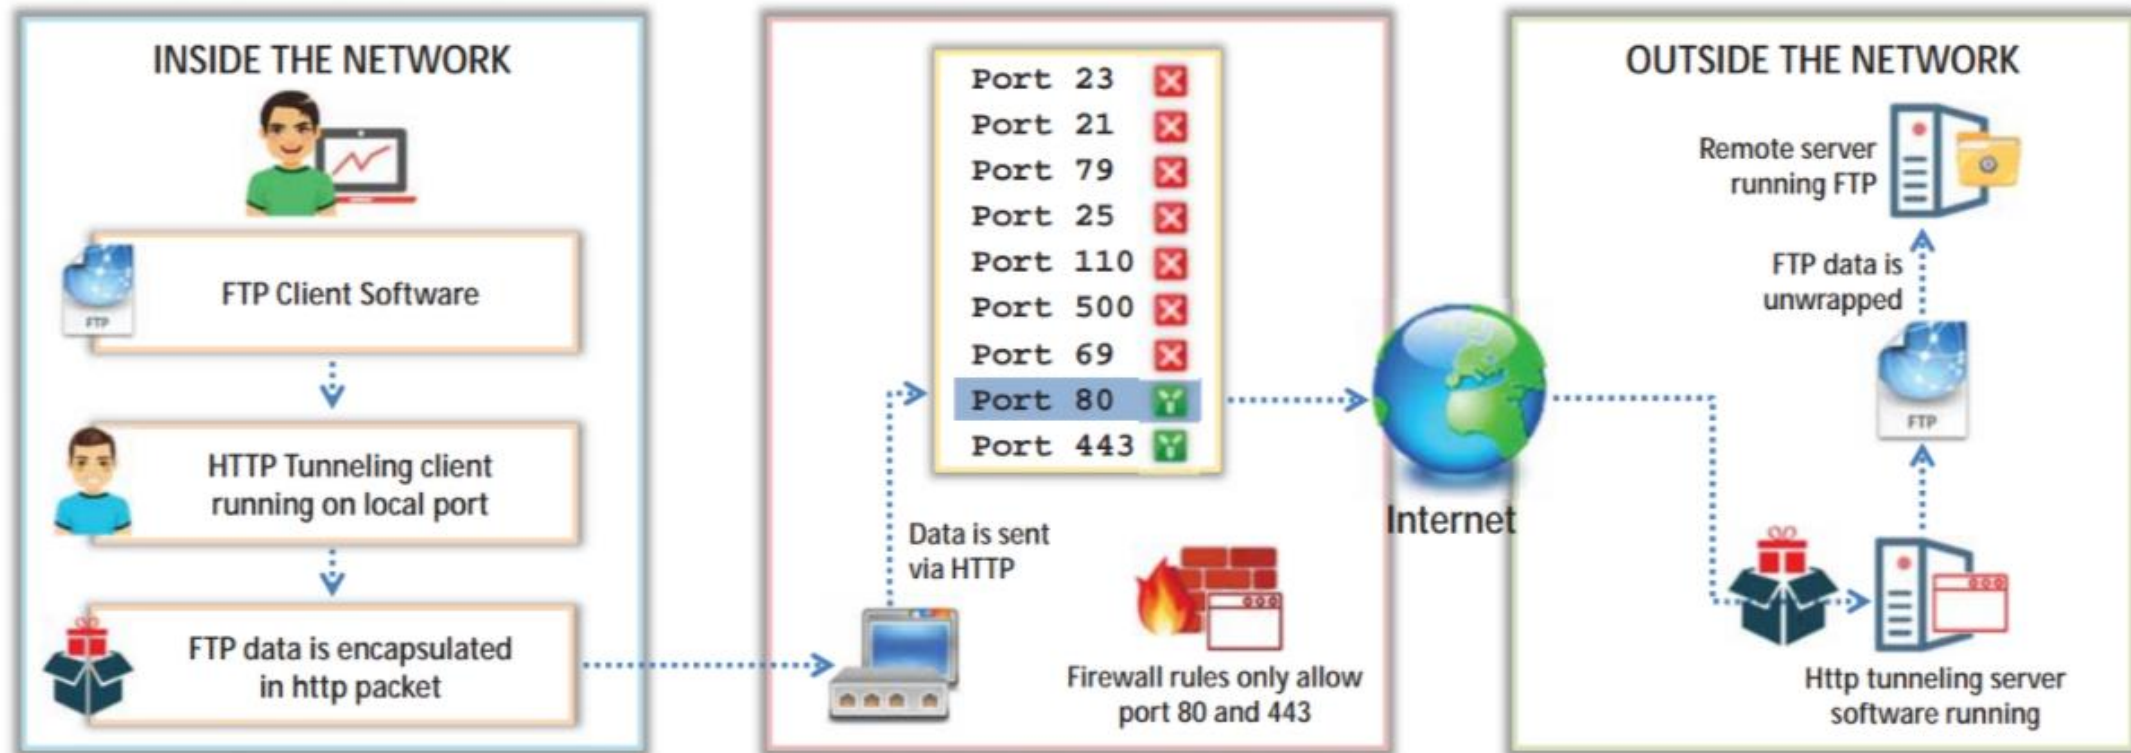 INSIDE THE NETWORK
FTP
FTP Client Software
HTTP Tunneling client
running on local port
FTP data is encapsulated
in http packet
Port 23
Port 21
Port 79
Port 25
Port 110
Port 500
Port 69
Port 80
Port 443
Data is sent
via HTTP
Firewall rules only allow
port 80 and 443
Internet
OUTSIDE THE NETWORK
Remote server
running FTP
FTP data is
unwrapped
FTP
Http tunneling server
software running